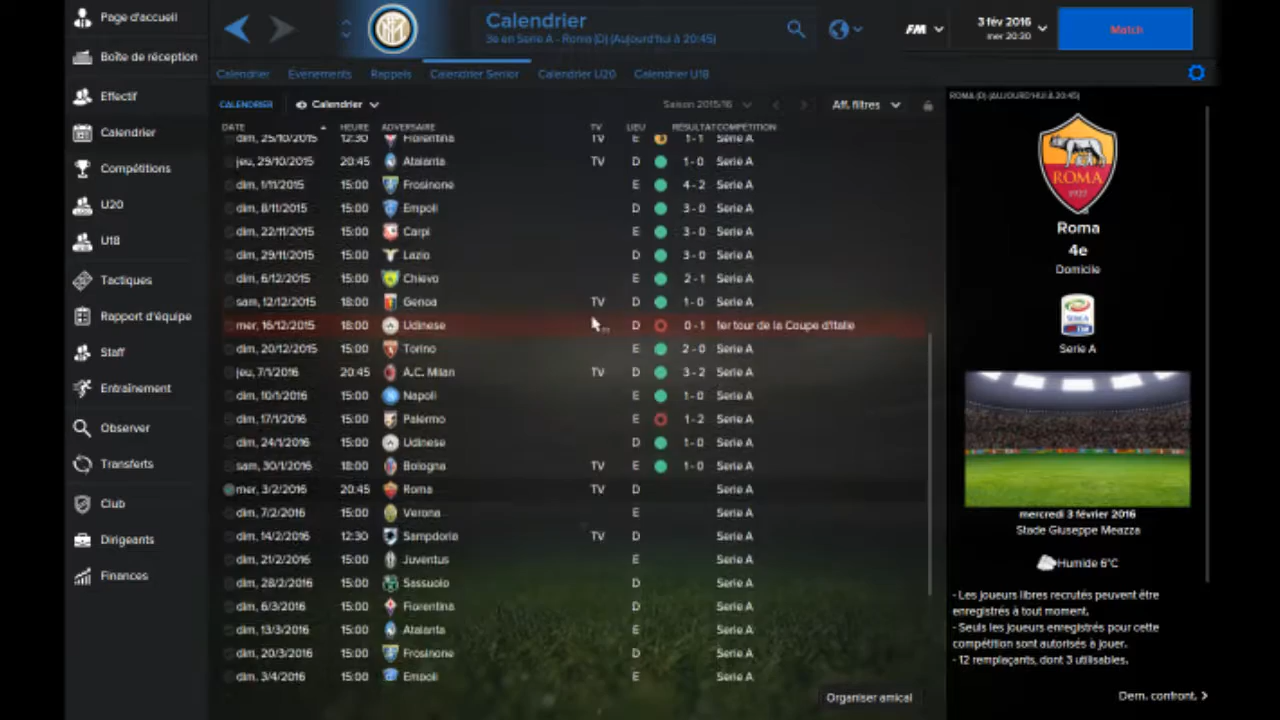 Page d'accueil
Boîte de réception
Effectif
Calendrier
Compétitions
U20
U18
Tactiques
Rapport d'équipe
Staff
Entraînement
Observer
Transferts
Club
Dirigeants
Finances
Calendrier
3e en Serie A - Roma (D) (Aujourd'hui à 20:45)
FM
3 fév 2016
mer 20:30
Match
Calendrier Evénements Rappels Calendrier Senior Calendrier U20 Calendrier U18
CALENDRIER Calendrier Saison 2015/16 Aff. filtres
DATE HEURE ADVERSAIRE TV LIEU RÉSULTAT COMPÉTITION
dim, 25/10/2015 12:30 Fiorentina TV E 1-1 Serie A
jeu, 29/10/2015 20:45 Atalanta TV D 1-0 Serie A
dim, 1/11/2015 15:00 Frosinone E 4-2 Serie A
dim, 8/11/2015 15:00 Empoli D 3-0 Serie A
dim, 22/11/2015 15:00 Carpi E 3-0 Serie A
dim, 29/11/2015 15:00 Lazio D 3-0 Serie A
dim, 6/12/2015 15:00 Chievo E 2-1 Serie A
sam, 12/12/2015 18:00 Genoa TV D 1-0 Serie A
mer, 16/12/2015 18:00 Udinese D 0-1 1er tour de la Coupe d'Italie
dim, 20/12/2015 15:00 Torino E 2-0 Serie A
jeu, 7/1/2016 20:45 A.C. Milan TV D 3-2 Serie A
dim, 10/1/2016 15:00 Napoli E 1-0 Serie A
dim, 17/1/2016 15:00 Palermo E 1-2 Serie A
dim, 24/1/2016 15:00 Udinese D 1-0 Serie A
sam, 30/1/2016 18:00 Bologna TV E 1-0 Serie A
mer, 3/2/2016 20:45 Roma TV D Serie A
dim, 7/2/2016 15:00 Verona E Serie A
dim, 14/2/2016 12:30 Sampdoria TV D Serie A
dim, 21/2/2016 15:00 Juventus E Serie A
dim, 28/2/2016 15:00 Sassuolo D Serie A
dim, 6/3/2016 15:00 Fiorentina D Serie A
dim, 13/3/2016 15:00 Atalanta E Serie A
dim, 20/3/2016 15:00 Frosinone D Serie A
dim, 3/4/2016 15:00 Empoli E Serie A
Organiser amical
ROMA (D) (AUJOURD'HUI À 20:45)
ROMA
1927
Roma
4e
Domicile
SERIE A
TIM
Serie A
mercredi 3 février 2016
Stade Giuseppe Meazza
Humide 6°C
- Les joueurs libres recrutés peuvent être
enregistrés à tout moment.
- Seuls les joueurs enregistrés pour cette
compétition sont autorisés à jouer.
- 12 remplaçants, dont 3 utilisables.
Dern. confront.